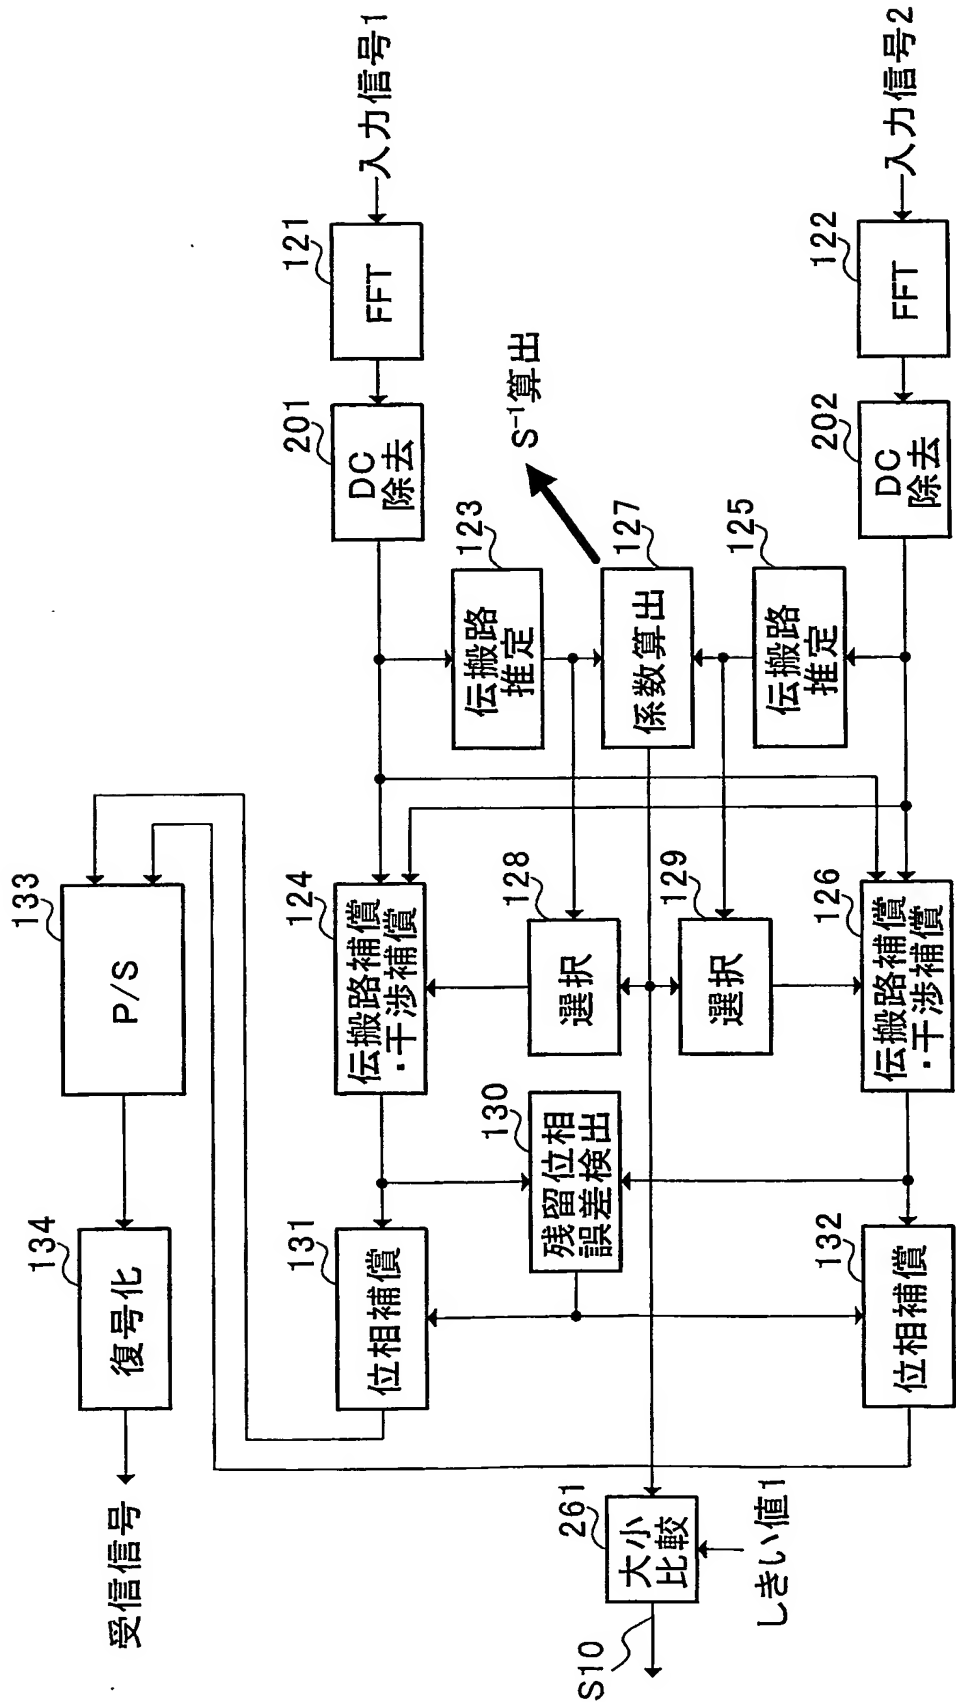 入力信号1
入力信号2
121
FFT
122
FFT
201
DC
除去
202
DC
除去
S⁻¹算出
123
伝搬路
推定
127
係数算出
125
伝搬路
推定
133
P/S
124
伝搬路補償
・干渉補償
128
選択
129
選択
126
伝搬路補償
・干渉補償
134
復号化
131
位相補償
130
残留位相
誤差検出
132
位相補償
受信信号
261
大小
比較
しきい値1
S10